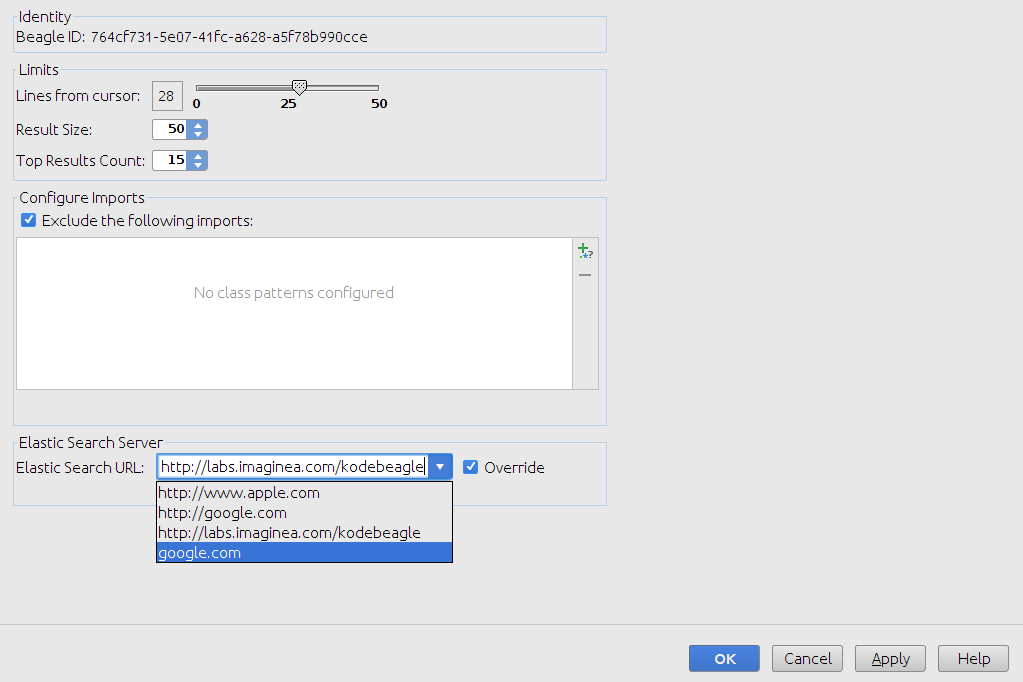 Identity
Beagle ID: 764cf731-5e07-41fc-a628-a5f78b990cce
Limits
Lines from cursor: 28
0 25 50
Result Size: 50
Top Results Count: 15
Configure Imports
Exclude the following imports:
No class patterns configured
Elastic Search Server
Elastic Search URL: http://labs.imaginea.com/kodebeagle Override
http://www.apple.com
http://google.com
http://labs.imaginea.com/kodebeagle
google.com
OK Cancel Apply Help